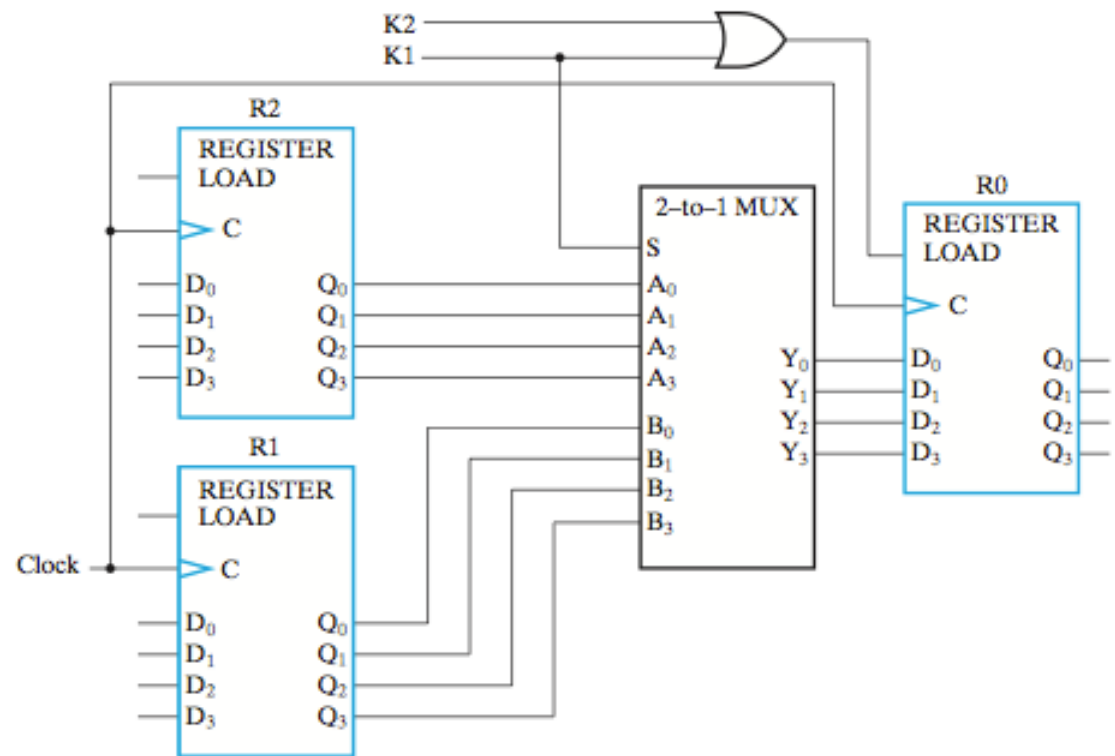 K2
K1
R2
REGISTER
LOAD
C
D₀ Q₀
D₁ Q₁
D₂ Q₂
D₃ Q₃
R1
REGISTER
LOAD
Clock
C
D₀ Q₀
D₁ Q₁
D₂ Q₂
D₃ Q₃
2–to–1 MUX
S
A₀
A₁
A₂
A₃
B₀
B₁
B₂
B₃
Y₀
Y₁
Y₂
Y₃
R0
REGISTER
LOAD
C
D₀ Q₀
D₁ Q₁
D₂ Q₂
D₃ Q₃